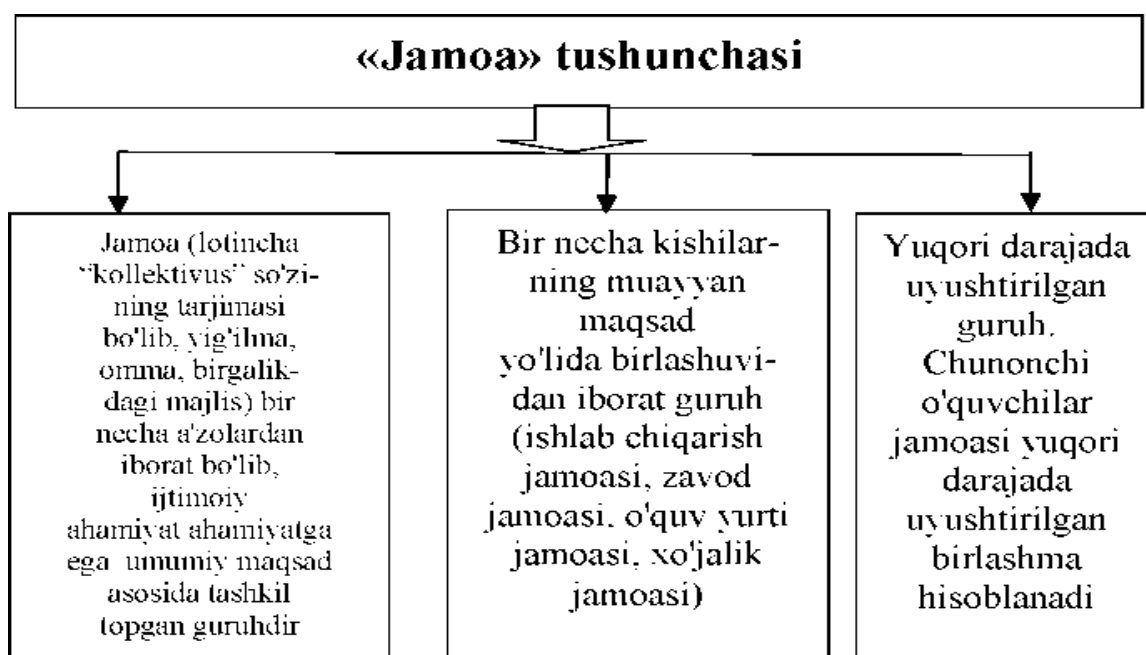 «Jamoa» tushunchasi
Jamoa (lotincha
“kollektivus” so'zi-
ning tarjimasi
bo'lib, yig'ilma,
omma, birgalik-
dagi majlis) bir
necha a'zolardan
iborat bo'lib,
ijtimoiy
ahamiyat ahamiyatga
ega umumiy maqsad
asosida tashkil
topgan guruhdir
Bir necha kishilar-
ning muayyan
maqsad
yo'lida birlashuvi-
dan iborat guruh
(ishlab chiqarish
jamoasi, zavod
jamoasi, o'quv yurti
jamoasi, xo'jalik
jamoasi)
Yuqori darajada
uyushtirilgan
guruh.
Chunonchi
o'quvchilar
jamoasi yuqori
darajada
uyushtirilgan
birlashma
hisoblanadi